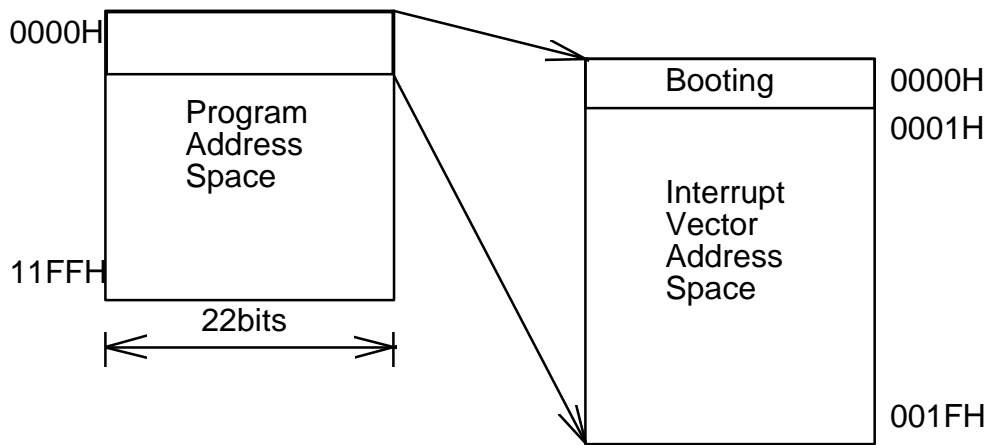 0000H
Program
Address
Space
11FFH
22bits
Booting
0000H
0001H
Interrupt
Vector
Address
Space
001FH